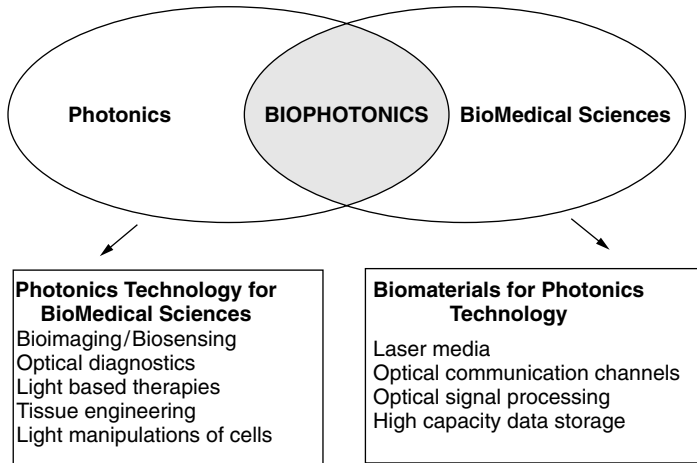 Photonics
BIOPHOTONICS
BioMedical Sciences
Photonics Technology for
BioMedical Sciences
Bioimaging/Biosensing
Optical diagnostics
Light based therapies
Tissue engineering
Light manipulations of cells
Biomaterials for Photonics
Technology
Laser media
Optical communication channels
Optical signal processing
High capacity data storage